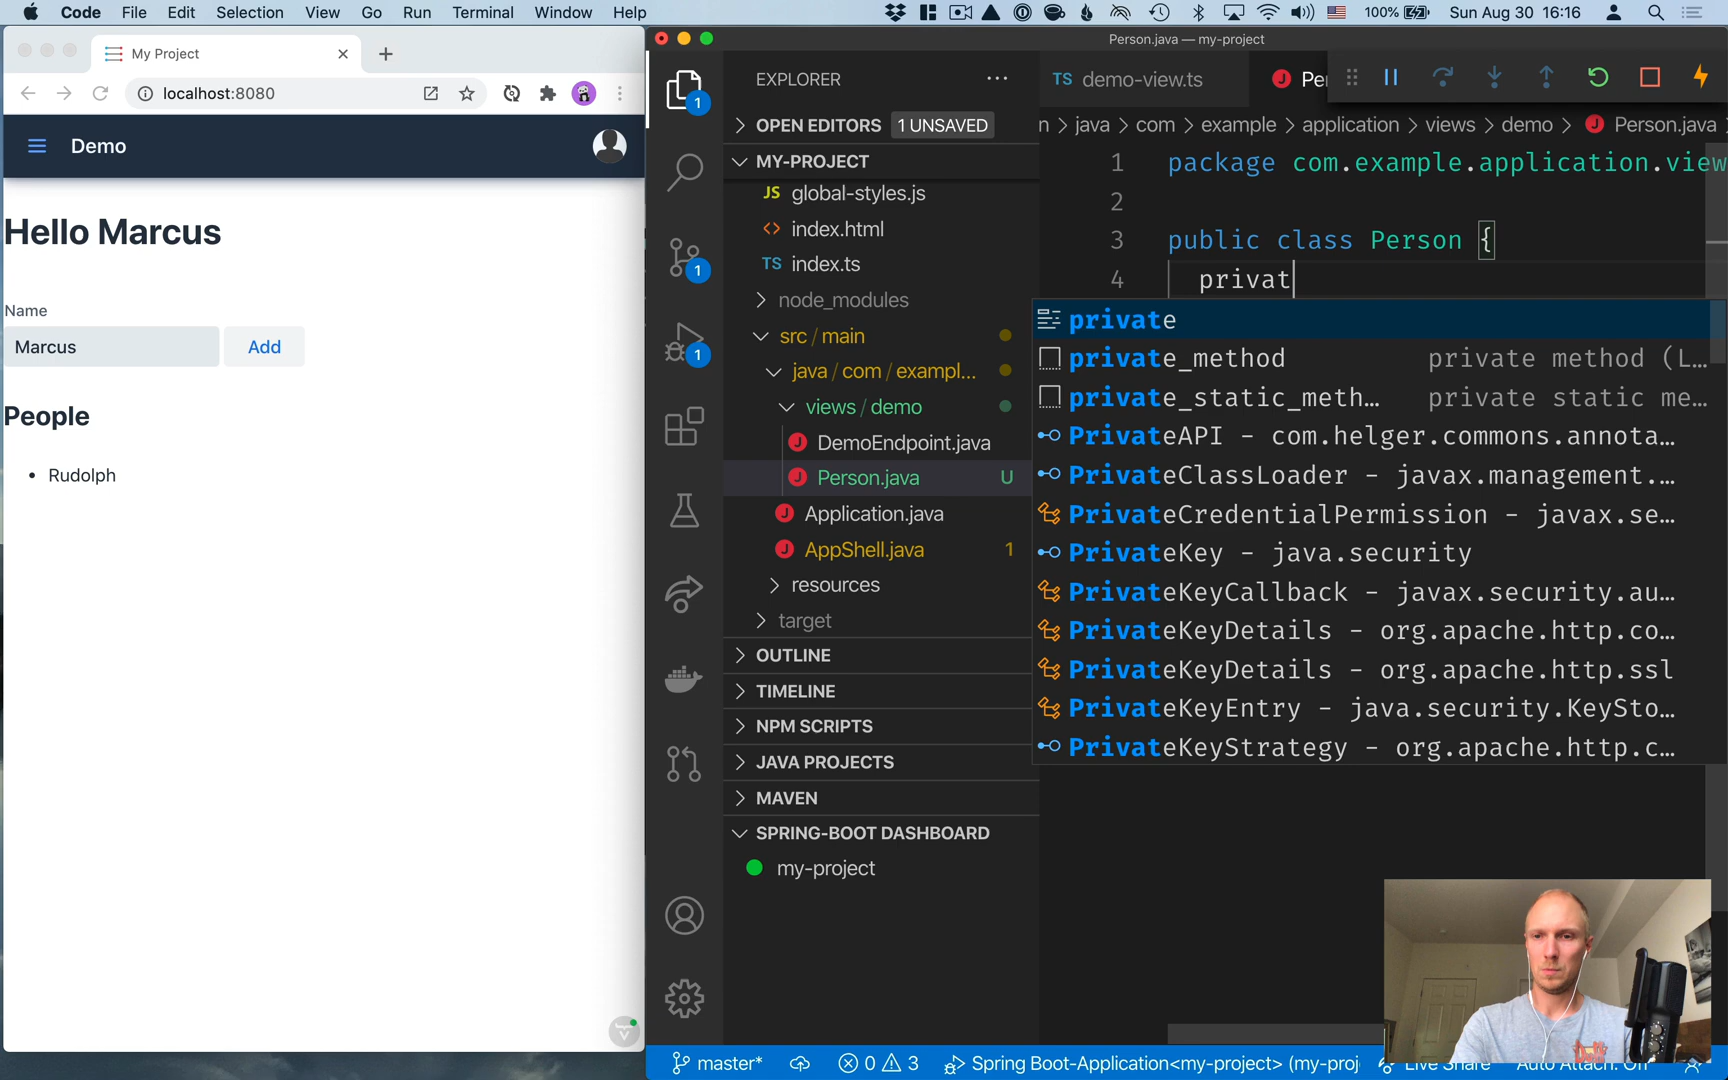 Code File Edit Selection View Go Run Terminal Window Help 100% Sun Aug 30 16:16
My Project
localhost:8080
Demo
Hello Marcus
Name
Marcus Add
People
Rudolph
Person.java — my-project
1
1
1
EXPLORER
OPEN EDITORS 1 UNSAVED
MY-PROJECT
JS global-styles.js
index.html
TS index.ts
node_modules
src / main
java / com / exampl...
views / demo
DemoEndpoint.java
Person.java U
Application.java
AppShell.java 1
resources
target
OUTLINE
TIMELINE
NPM SCRIPTS
JAVA PROJECTS
MAVEN
SPRING-BOOT DASHBOARD
my-project
TS demo-view.ts
n > java > com > example > application > views > demo > Person.java
1 package com.example.application.view
2
3 public class Person {
4 privat
private
private_method private method (L...
private_static_meth... private static me...
PrivateAPI - com.helger.commons.annota...
PrivateClassLoader - javax.management....
PrivateCredentialPermission - javax.se...
PrivateKey - java.security
PrivateKeyCallback - javax.security.au...
PrivateKeyDetails - org.apache.http.co...
PrivateKeyDetails - org.apache.http.ssl
PrivateKeyEntry - java.security.KeySto...
PrivateKeyStrategy - org.apache.http.c...
master* 0 3 Spring Boot-Application<my-project> (my-proj Live Share